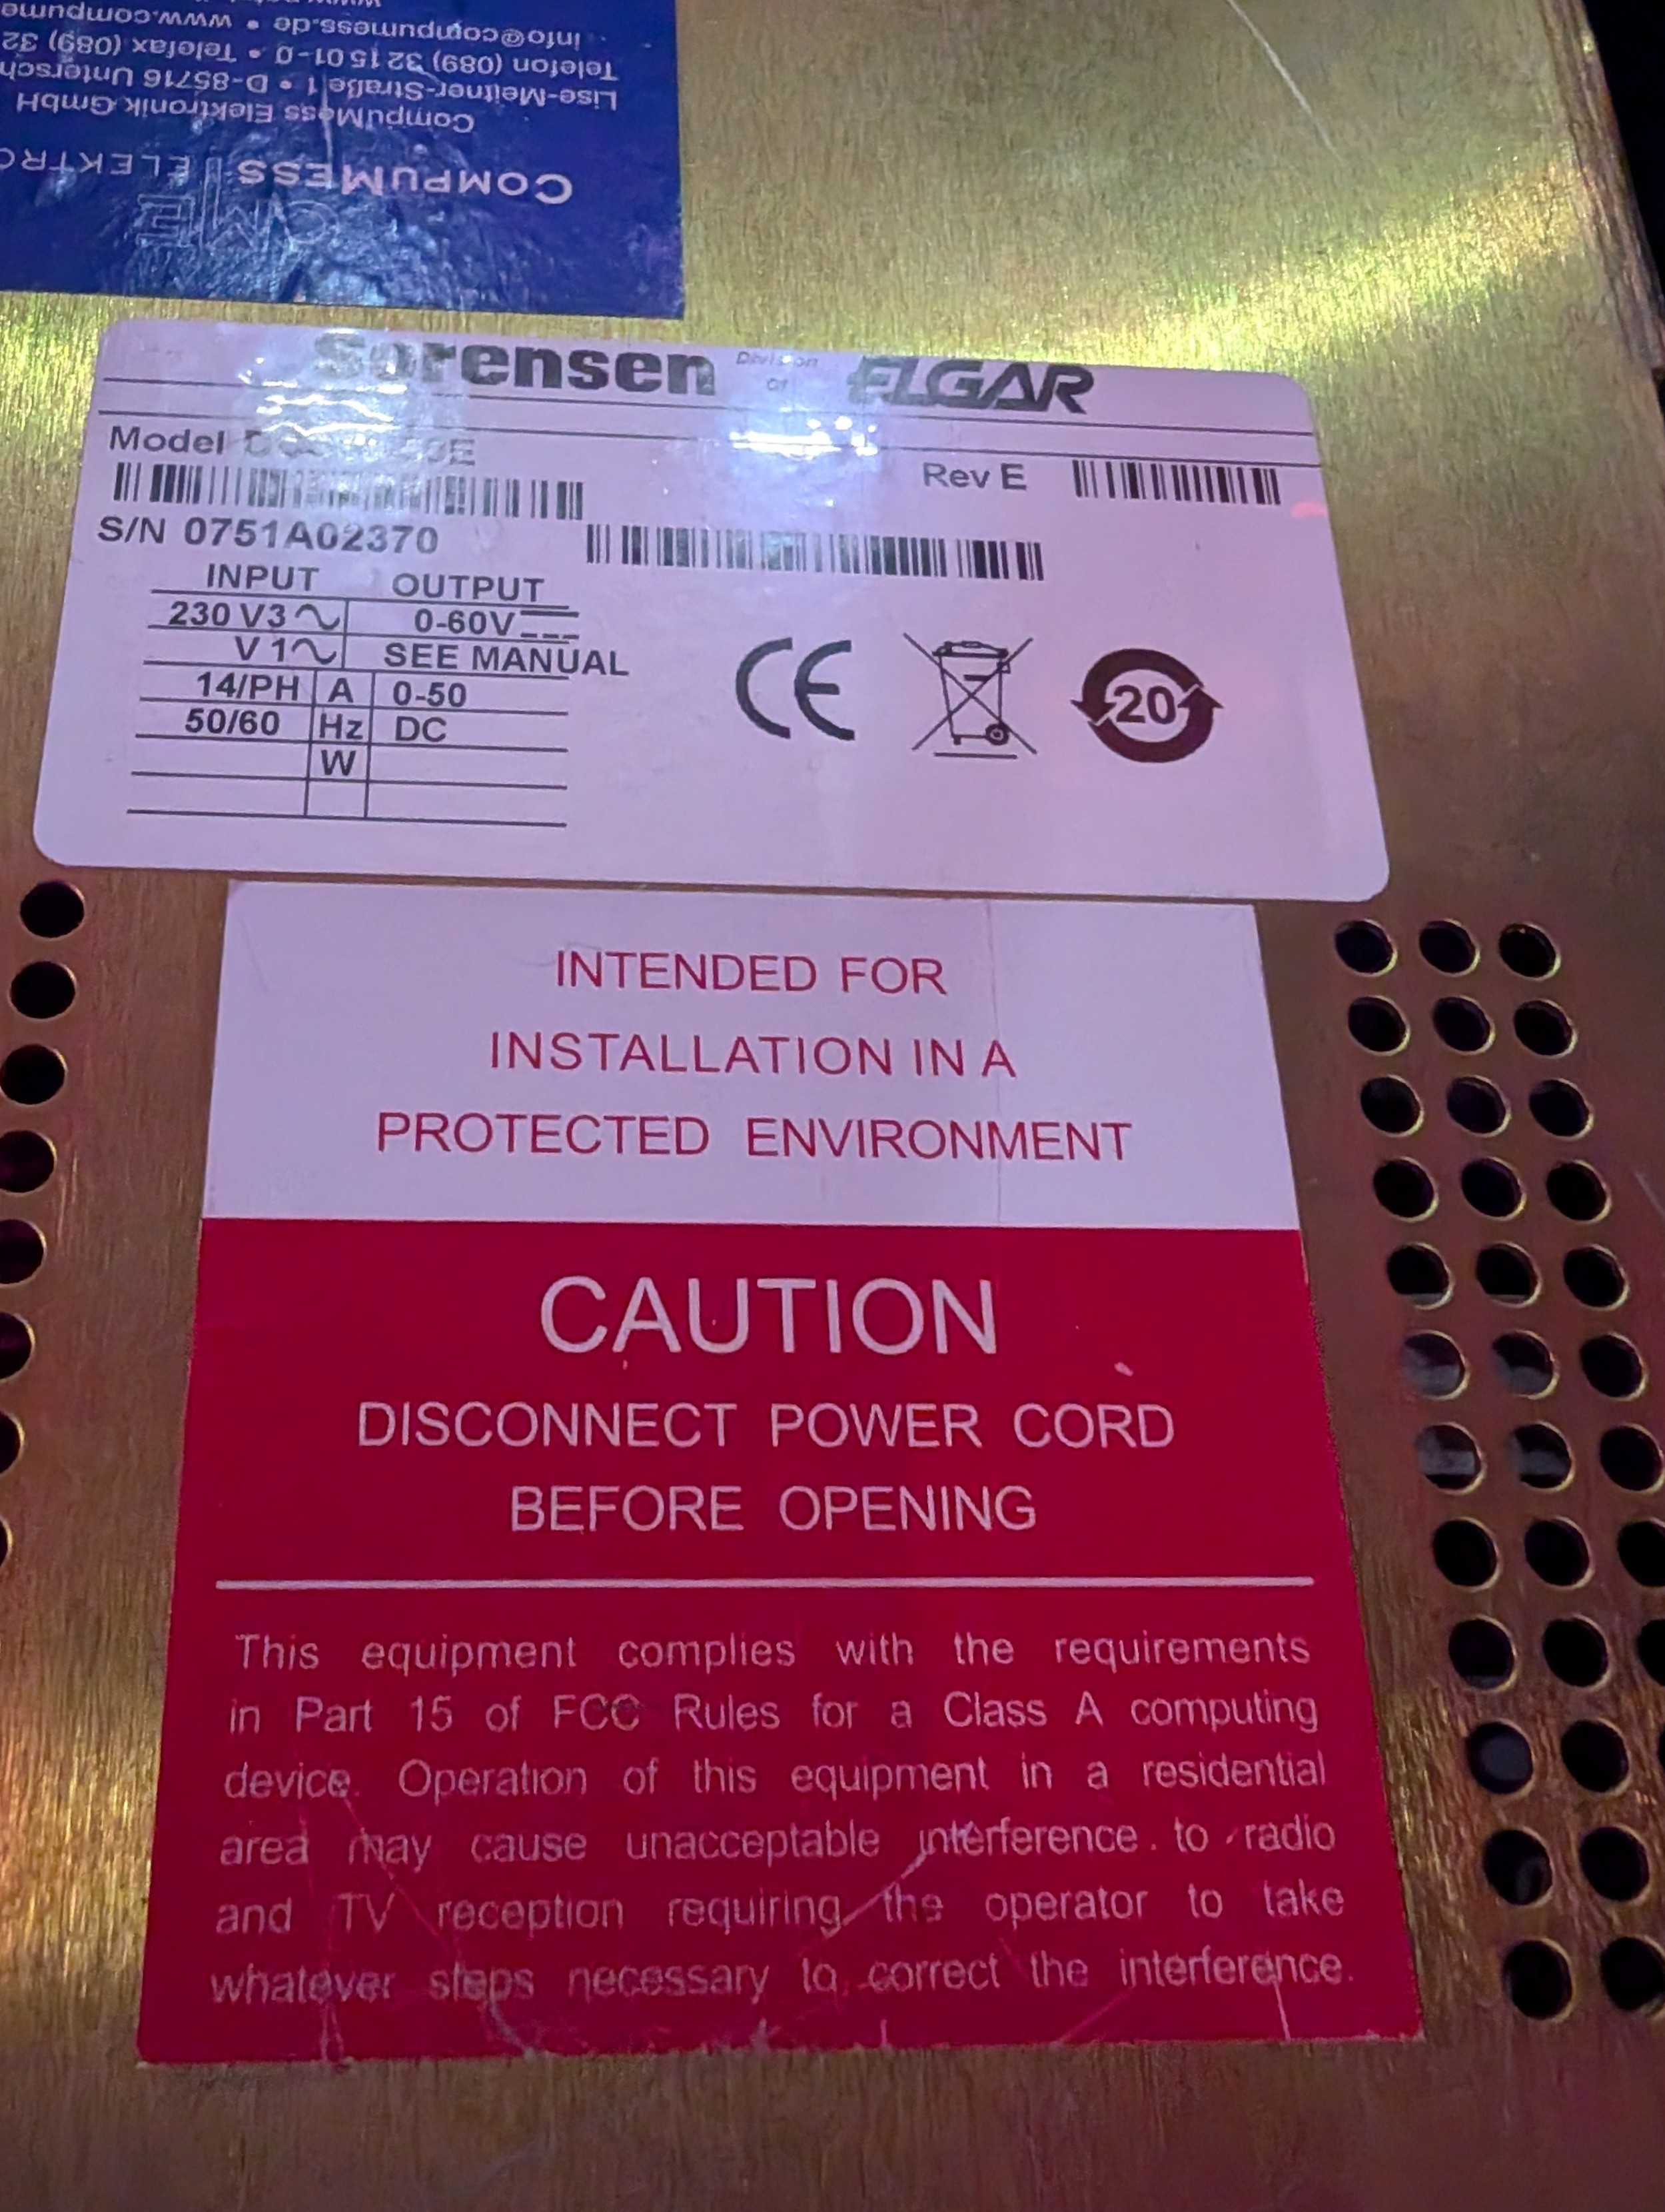 info@compumess.de • www.compume
Telefon (089) 32 15 01-0 • Telefax (089) 32
Lise-Meitner-Straße 1 • D-85716 Untersch
CompuMess Elektronik GmbH
COMPUMESS ELEKTRO
CME
Sorensen Division of ELGAR
Model
Rev E
S/N 0751A02370
INPUT OUTPUT
230 V3∿ 0-60V
V 1∿ SEE MANUAL
14/PH A 0-50
50/60 Hz DC
W
CE
20
INTENDED FOR
INSTALLATION IN A
PROTECTED ENVIRONMENT
CAUTION
DISCONNECT POWER CORD
BEFORE OPENING
This equipment complies with the requirements
in Part 15 of FCC Rules for a Class A computing
device. Operation of this equipment in a residential
area may cause unacceptable interference to radio
and TV reception requiring the operator to take
whatever steps necessary to correct the interference.